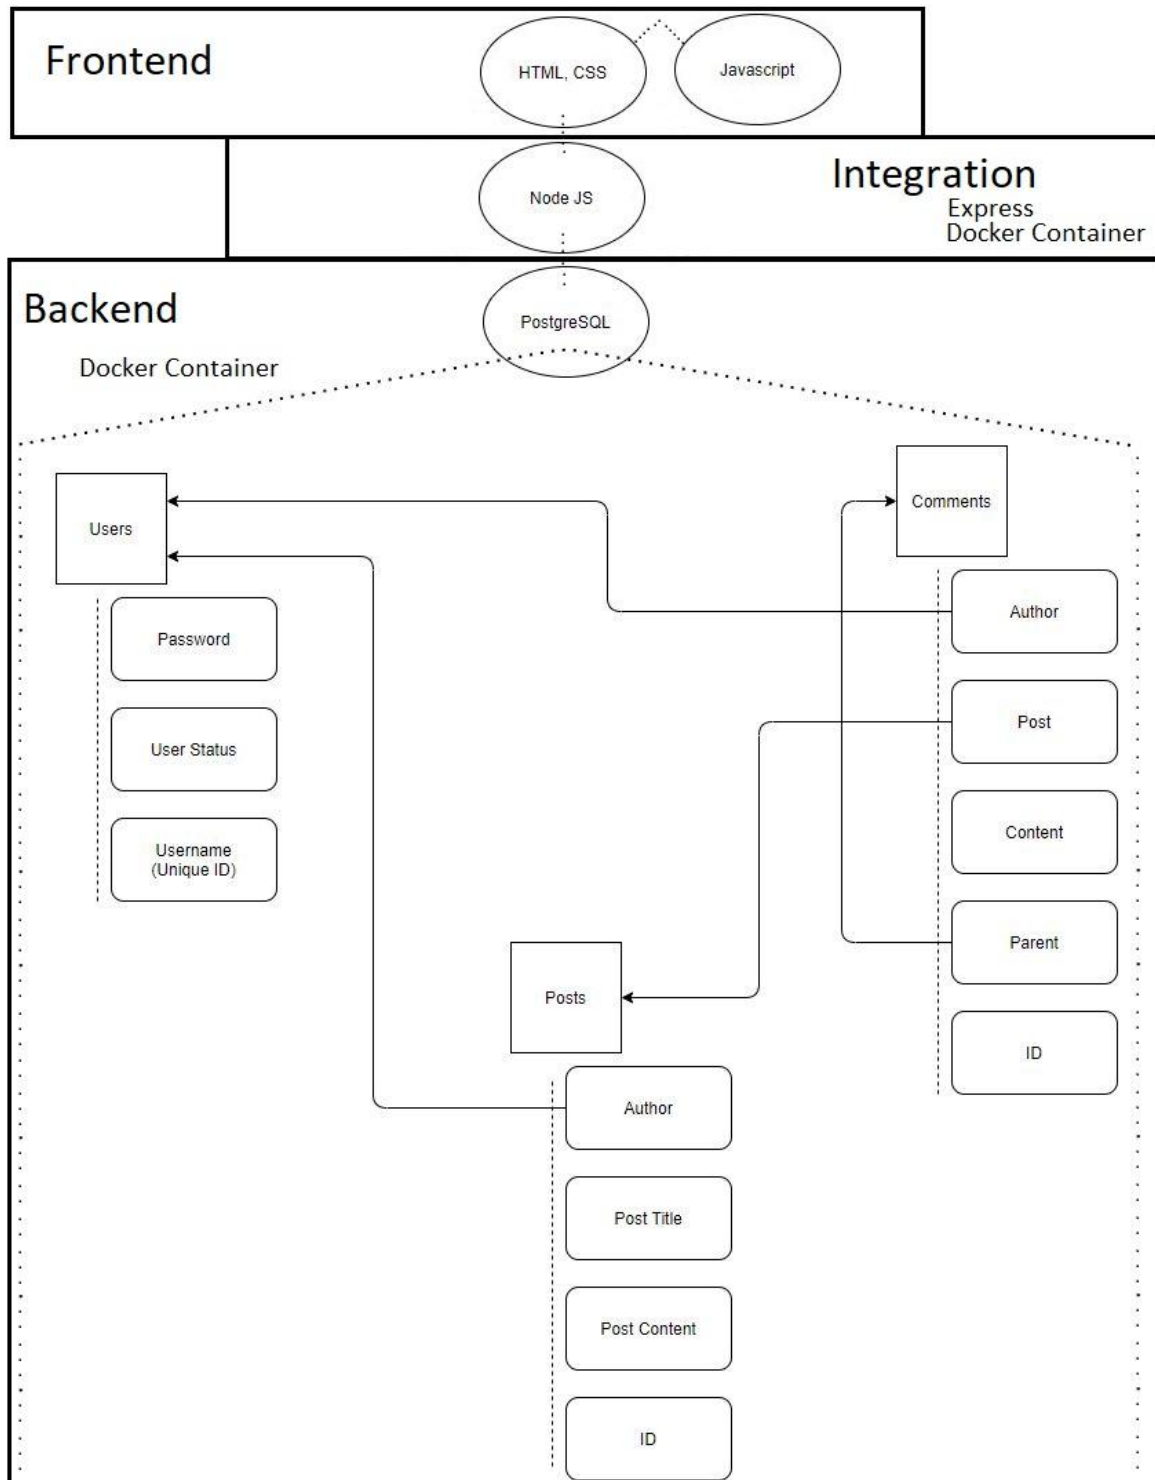 Frontend
HTML, CSS
Javascript
Node JS
Integration
Express
Docker Container
Backend
PostgreSQL
Docker Container
Users
Password
User Status
Username
(Unique ID)
Comments
Author
Post
Content
Parent
ID
Posts
Author
Post Title
Post Content
ID